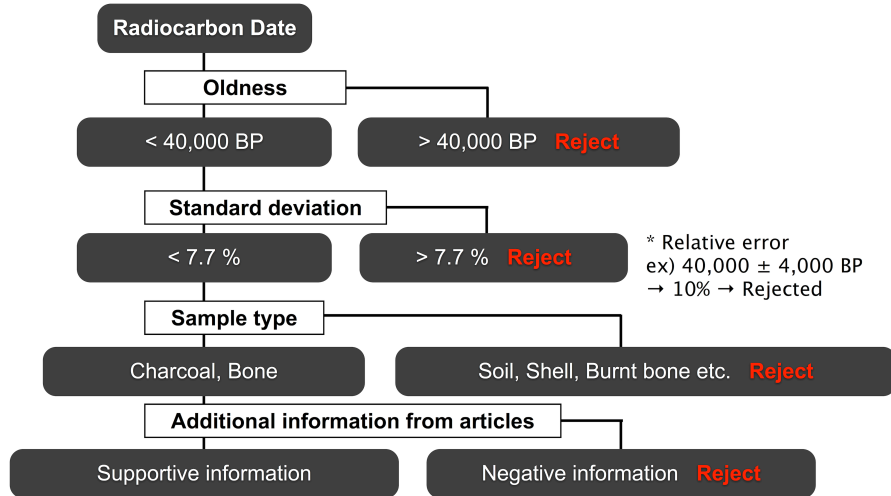 Radiocarbon Date
Oldness
< 40,000 BP
> 40,000 BP Reject
Standard deviation
< 7.7 %
> 7.7 % Reject
* Relative error
ex) 40,000 ± 4,000 BP
→ 10% → Rejected
Sample type
Charcoal, Bone
Soil, Shell, Burnt bone etc. Reject
Additional information from articles
Supportive information
Negative information Reject